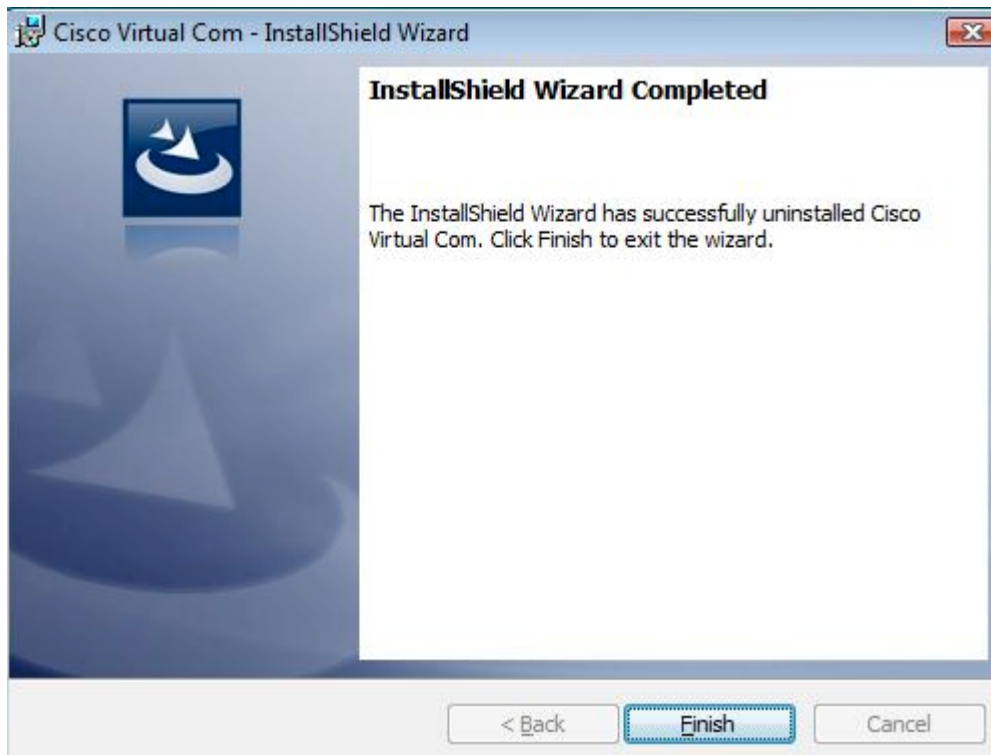 Cisco Virtual Com - InstallShield Wizard
InstallShield Wizard Completed
The InstallShield Wizard has successfully uninstalled Cisco
Virtual Com. Click Finish to exit the wizard.
< Back
Finish
Cancel